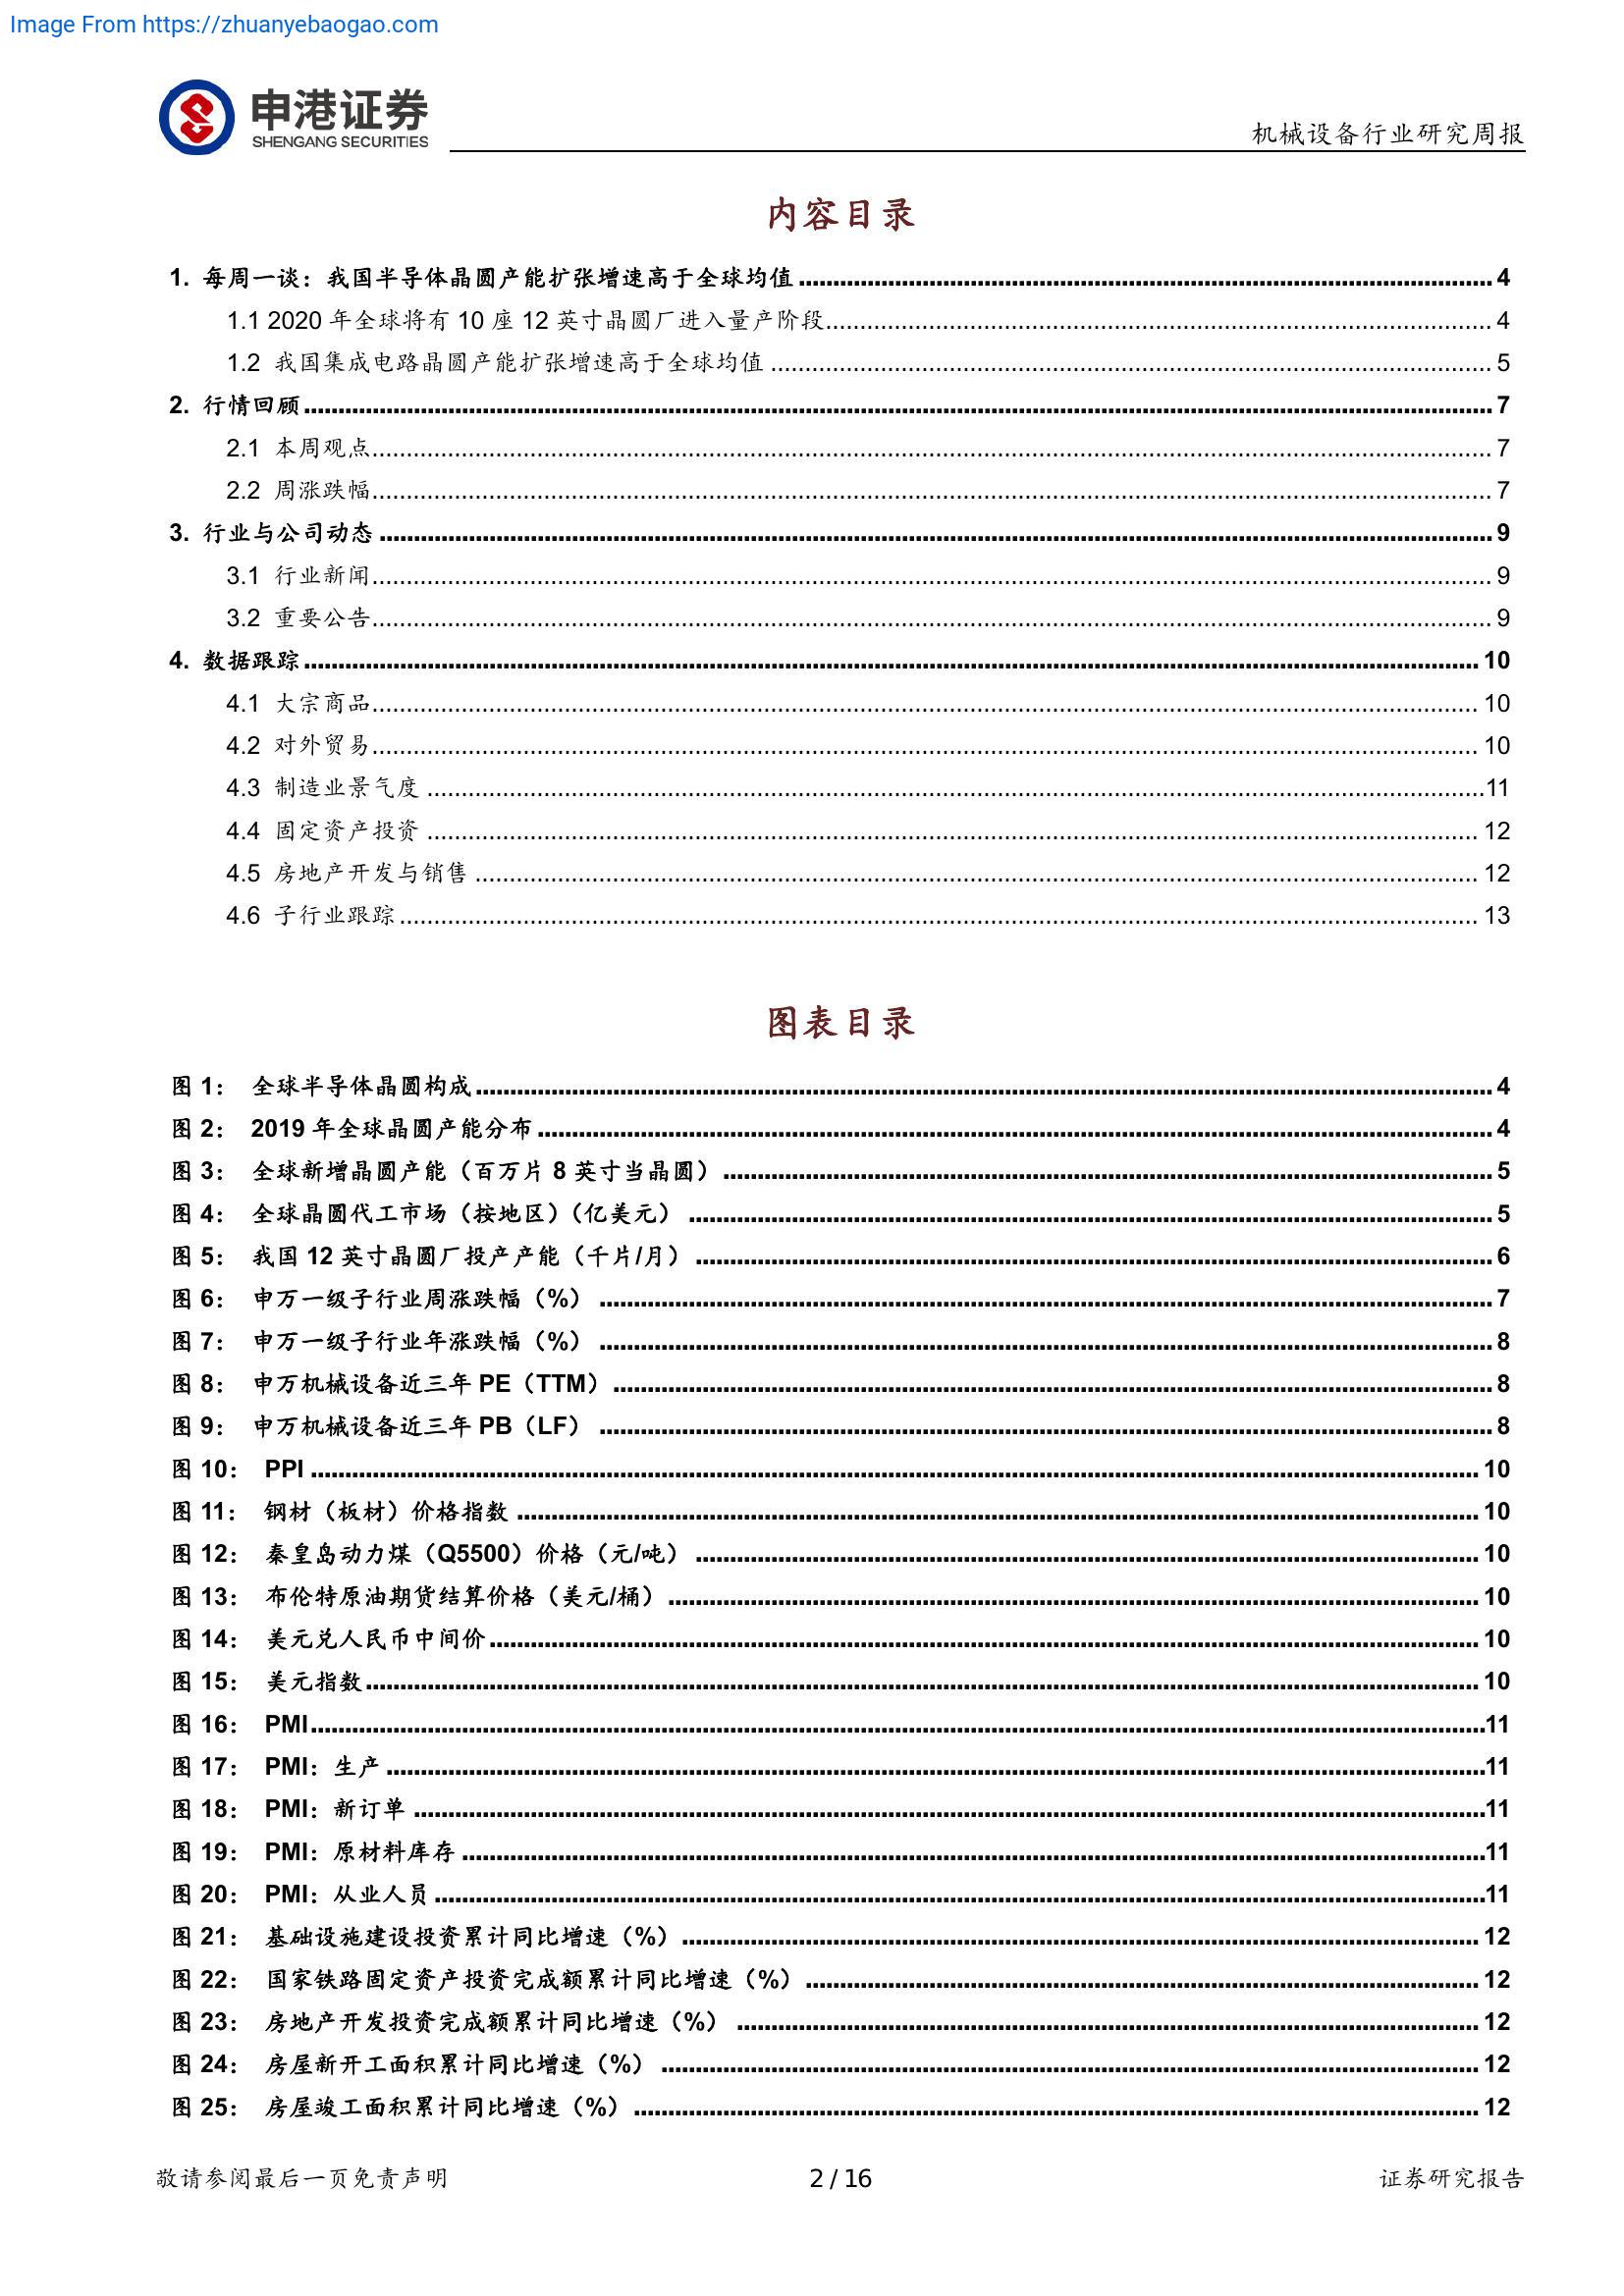 Image From https://zhuanyebaogao.com
申港证券
SHENGANG SECURITIES
机械设备行业研究周报
内容目录
1. 每周一谈：我国半导体晶圆产能扩张增速高于全球均值 4
1.1 2020 年全球将有 10 座 12 英寸晶圆厂进入量产阶段 4
1.2 我国集成电路晶圆产能扩张增速高于全球均值 5
2. 行情回顾 7
2.1 本周观点 7
2.2 周涨跌幅 7
3. 行业与公司动态 9
3.1 行业新闻 9
3.2 重要公告 9
4. 数据跟踪 10
4.1 大宗商品 10
4.2 对外贸易 10
4.3 制造业景气度 11
4.4 固定资产投资 12
4.5 房地产开发与销售 12
4.6 子行业跟踪 13
图表目录
图 1： 全球半导体晶圆构成 4
图 2： 2019 年全球晶圆产能分布 4
图 3： 全球新增晶圆产能（百万片 8 英寸当晶圆） 5
图 4： 全球晶圆代工市场（按地区）（亿美元） 5
图 5： 我国 12 英寸晶圆厂投产产能（千片/月） 6
图 6： 申万一级子行业周涨跌幅（%） 7
图 7： 申万一级子行业年涨跌幅（%） 8
图 8： 申万机械设备近三年 PE（TTM） 8
图 9： 申万机械设备近三年 PB（LF） 8
图 10： PPI 10
图 11： 钢材（板材）价格指数 10
图 12： 秦皇岛动力煤（Q5500）价格（元/吨） 10
图 13： 布伦特原油期货结算价格（美元/桶） 10
图 14： 美元兑人民币中间价 10
图 15： 美元指数 10
图 16： PMI 11
图 17： PMI：生产 11
图 18： PMI：新订单 11
图 19： PMI：原材料库存 11
图 20： PMI：从业人员 11
图 21： 基础设施建设投资累计同比增速（%） 12
图 22： 国家铁路固定资产投资完成额累计同比增速（%） 12
图 23： 房地产开发投资完成额累计同比增速（%） 12
图 24： 房屋新开工面积累计同比增速（%） 12
图 25： 房屋竣工面积累计同比增速（%） 12
敬请参阅最后一页免责声明
2 / 16
证券研究报告